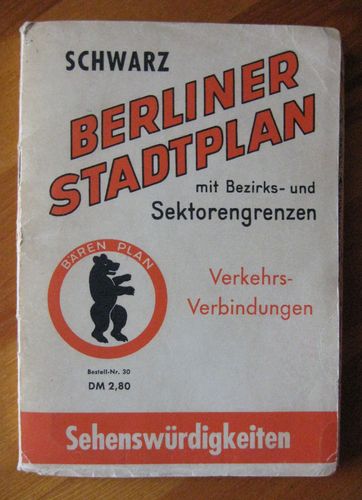 SCHWARZ
BERLINER
STADTPLAN
mit Bezirks- und
Sektorengrenzen
BÄREN PLAN
Verkehrs-
Verbindungen
Bestell-Nr. 30
DM 2,80
Sehenswürdigkeiten